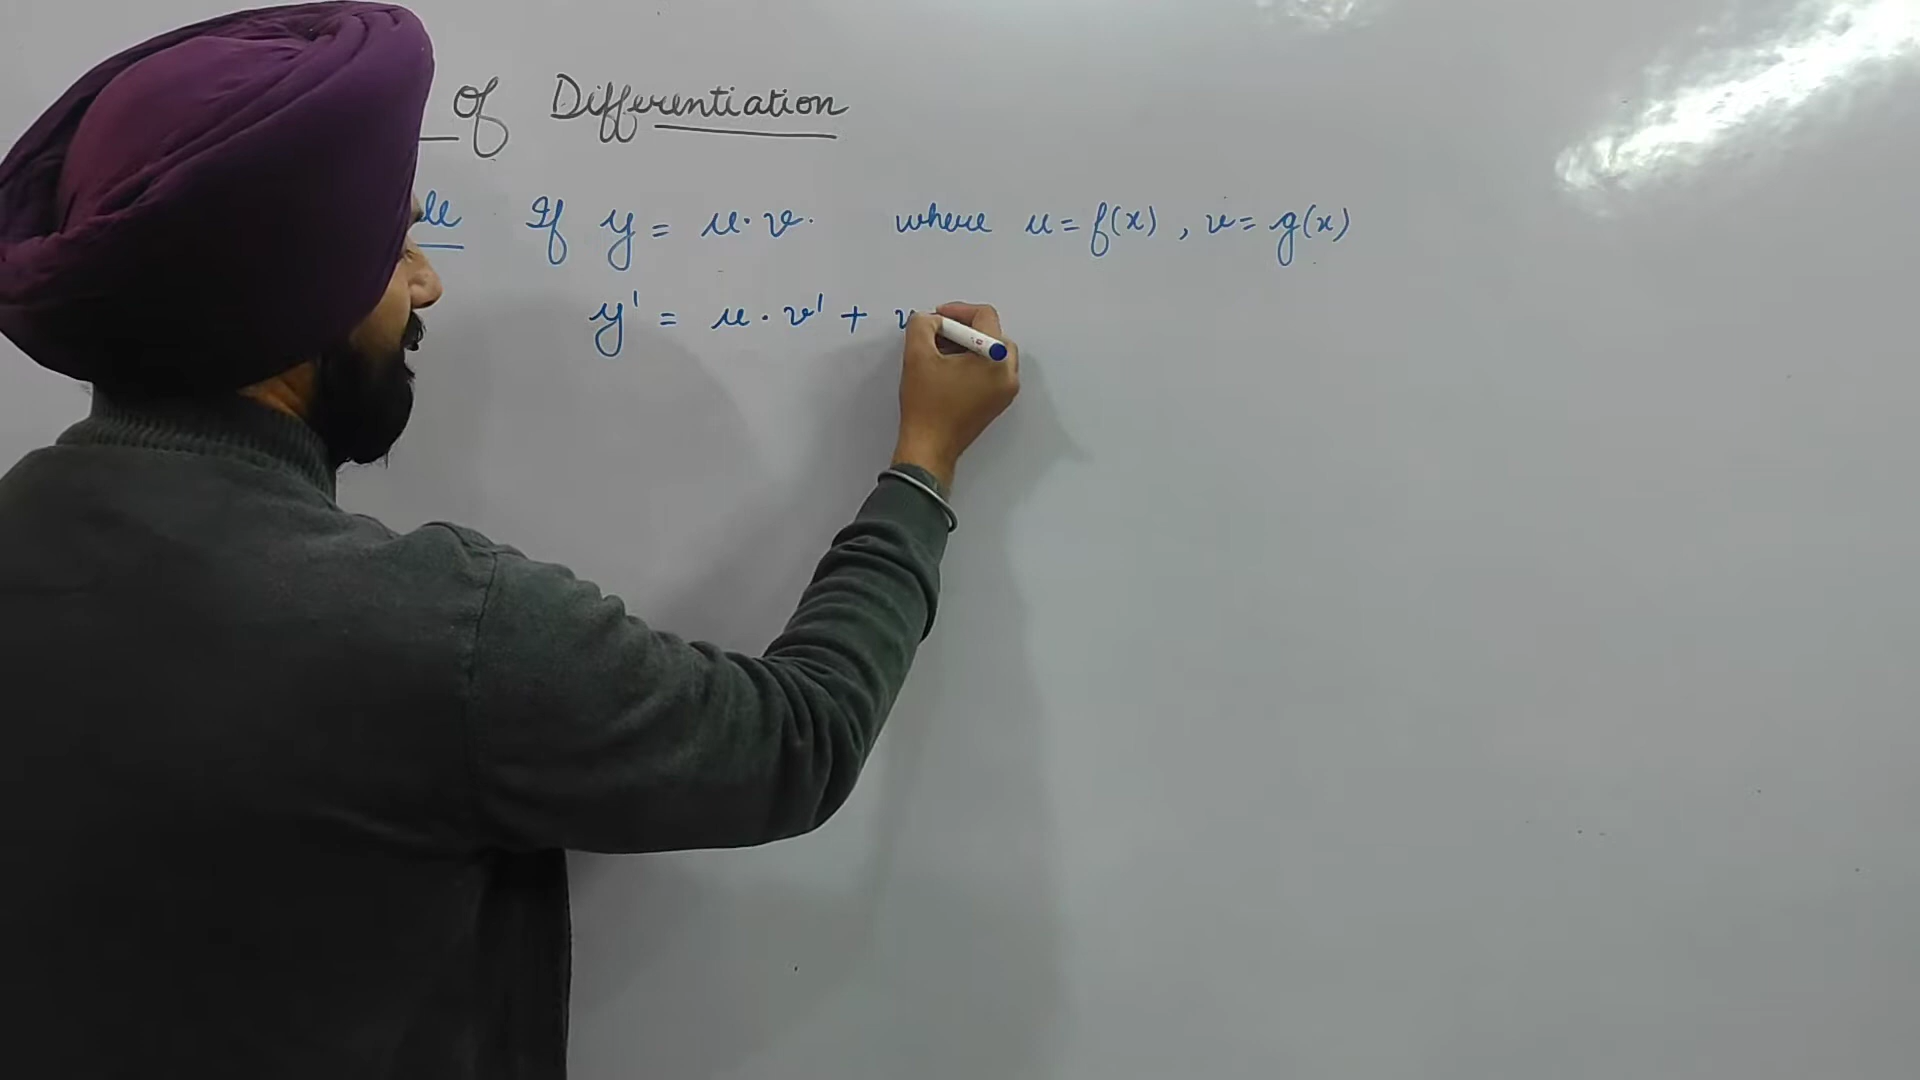 of Differentiation
If y = u·v. where u = f(x), v = g(x)
y' = u·v' + v